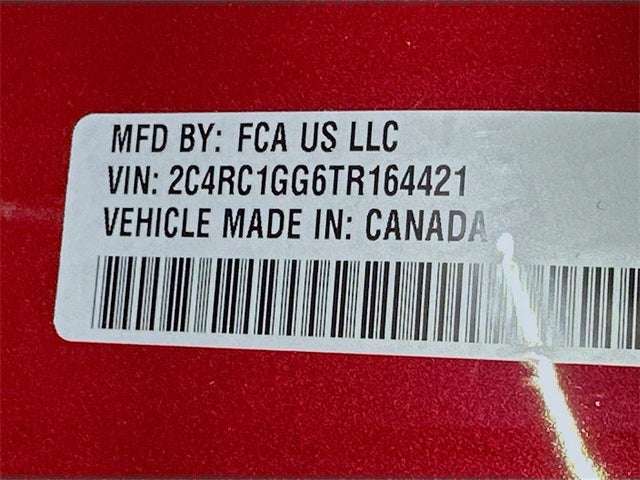 MFD BY: FCA US LLC
VIN: 2C4RC1GG6TR164421
VEHICLE MADE IN: CANADA